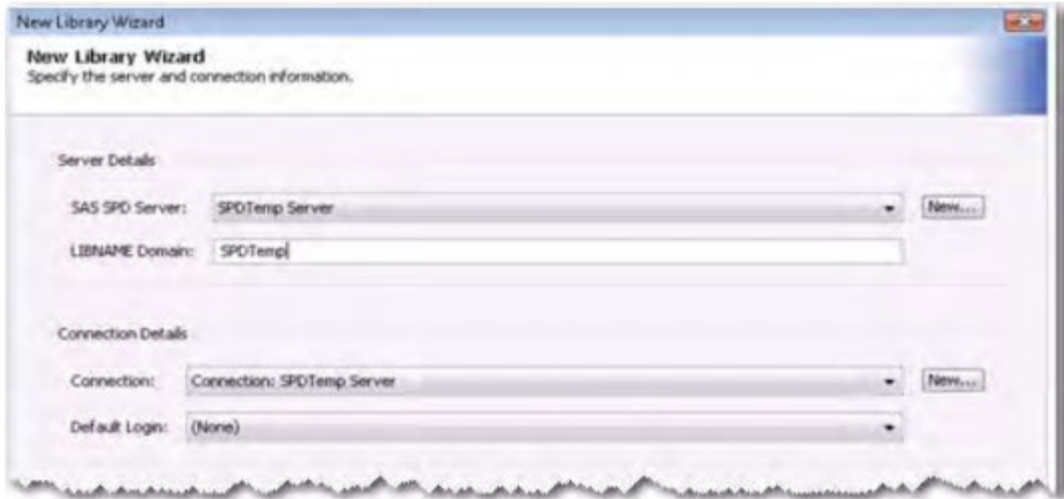 New Library Wizard
New Library Wizard
Specify the server and connection information.
Server Details
SAS SPD Server: SPDTemp Server New...
LIBNAME Domain: SPDTemp
Connection Details
Connection: Connection: SPDTemp Server New...
Default Login: (None)